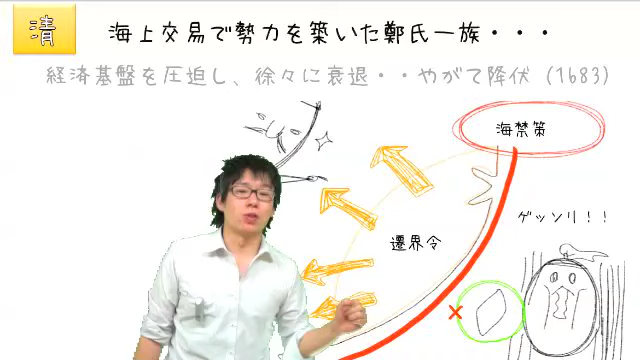 清
海上交易で勢力を築いた鄭氏一族・・・
経済基盤を圧迫し、徐々に衰退・・やがて降伏（1683）
海禁策
ゲッソリ！！
遷界令